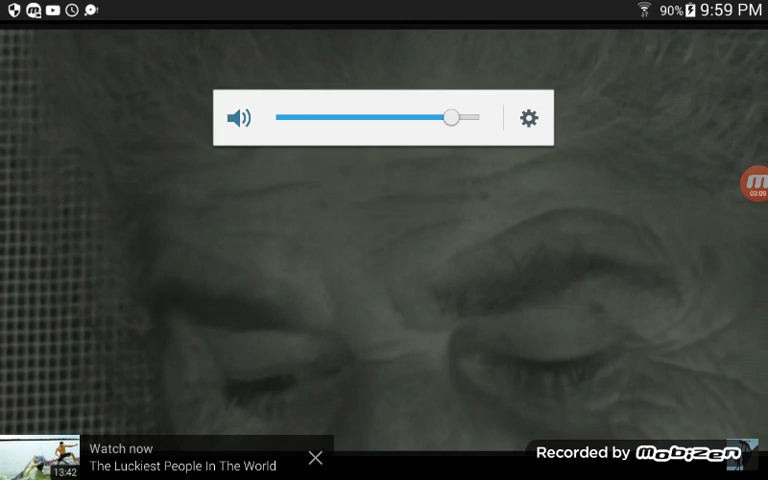 90% 9:59 PM
03:09
Watch now
The Luckiest People In The World
13:42
Recorded by Mobizen